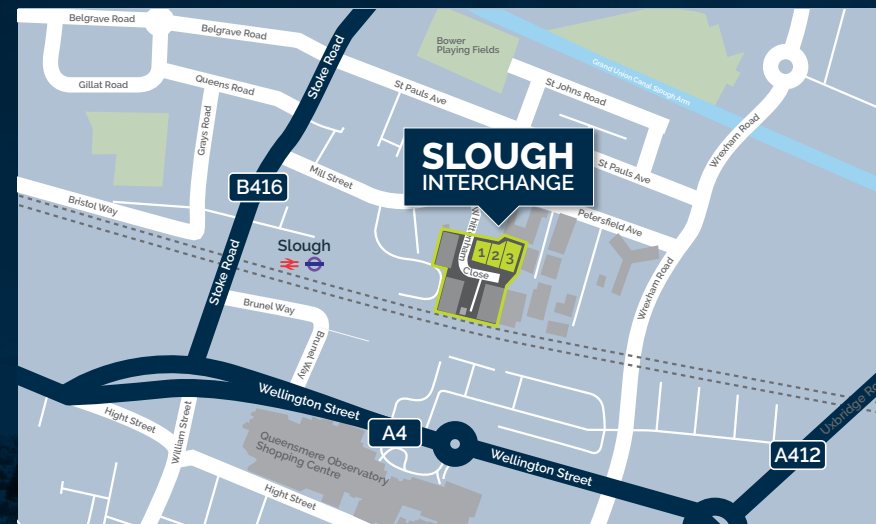 Belgrave Road
Belgrave Road
Gillat Road
Queens Road
Grays Road
Stoke Road
Bower
Playing Fields
Grand Union Canal Slough Arm
St Pauls Ave
St Johns Road
Wrexham Road
SLOUGH
INTERCHANGE
St Pauls Ave
Mill Street
B416
Bristol Way
Petersfield Ave
Whittenham
Close
1 2 3
Slough
Stoke Road
Brunel Way
Brunel Way
Wrexham Road
Wellington Street
A4
Wellington Street
Hight Street
William Street
Queensmere Observatory
Shopping Centre
Hight Street
A412